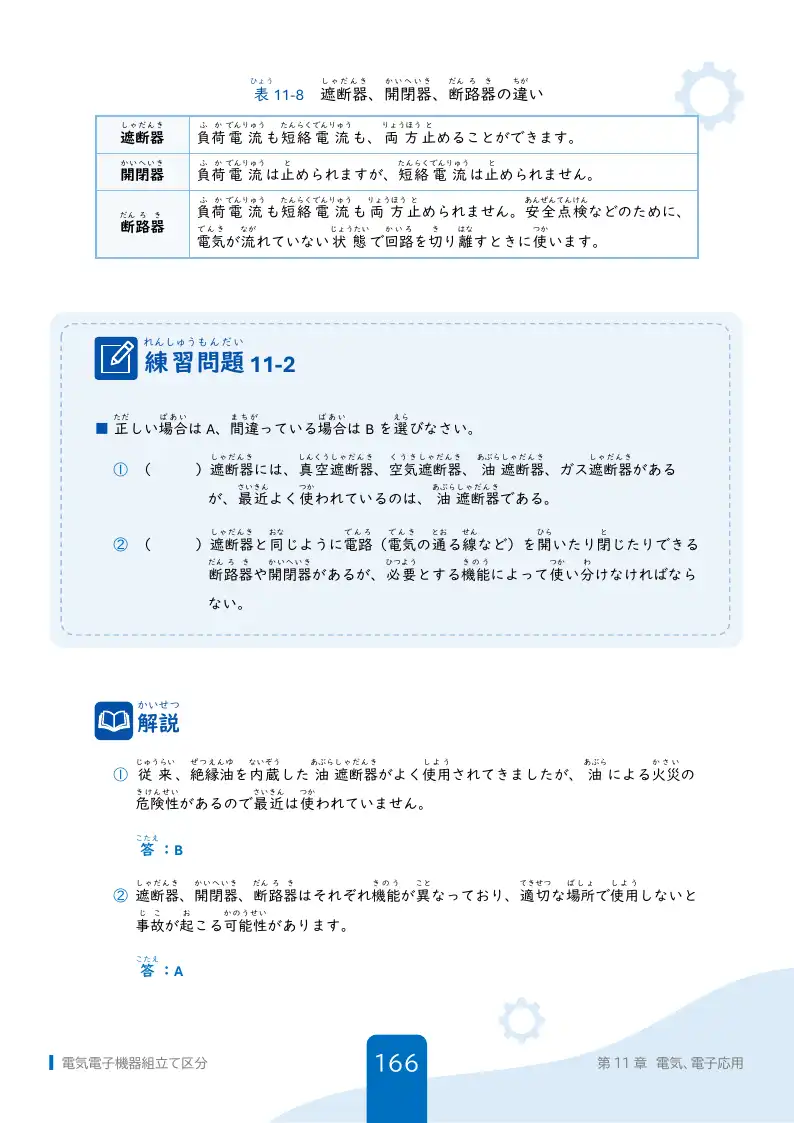 表 11-8　遮断器、開閉器、断路器の違い
遮断器　負荷電流も短絡電流も、両方止めることができます。
開閉器　負荷電流は止められますが、短絡電流は止められません。
断路器　負荷電流も短絡電流も両方止められません。安全点検などのために、
電気が流れていない状態で回路を切り離すときに使います。
練習問題 11-2
■ 正しい場合は A、間違っている場合は B を選びなさい。
① （　　）遮断器には、真空遮断器、空気遮断器、油遮断器、ガス遮断器がある
が、最近よく使われているのは、油遮断器である。
② （　　）遮断器と同じように電路（電気の通る線など）を開いたり閉じたりできる
断路器や開閉器があるが、必要とする機能によって使い分けなければなら
ない。
解説
① 従来、絶縁油を内蔵した油遮断器がよく使用されてきましたが、油による火災の
危険性があるので最近は使われていません。
答：B
② 遮断器、開閉器、断路器はそれぞれ機能が異なっており、適切な場所で使用しないと
事故が起こる可能性があります。
答：A
電気電子機器組立て区分
166
第 11 章 電気、電子応用